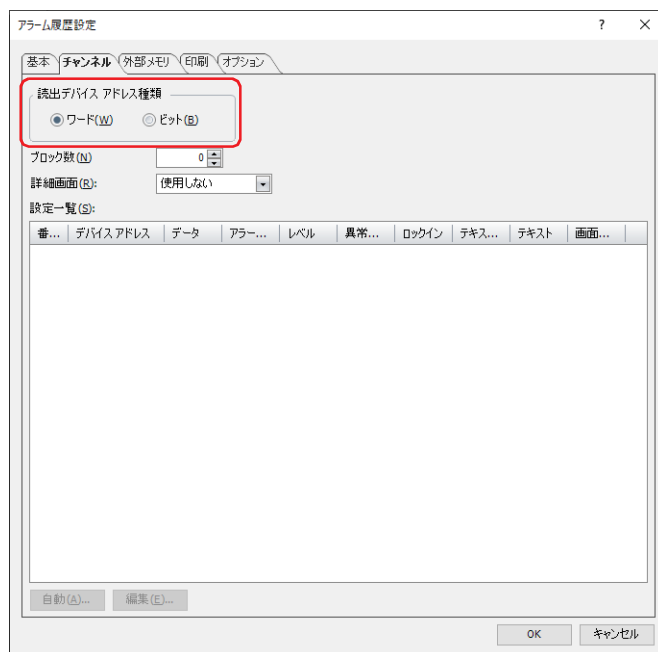 アラーム履歴設定 ? ×
基本 チャンネル 外部メモリ 印刷 オプション
読出デバイス アドレス種類
ワード(W) ビット(B)
ブロック数(N) 0
詳細画面(R): 使用しない
設定一覧(S):
番... デバイス アドレス データ アラー... レベル 異常... ロックイン テキス... テキスト 画面...
自動(A)... 編集(E)...
OK キャンセル